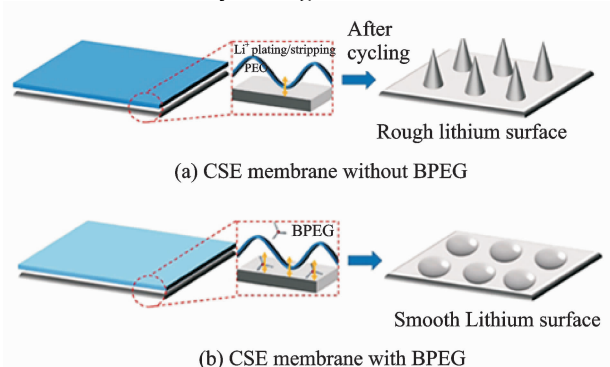 Li+ plating/stripping
PEG
After
cycling
Rough lithium surface
(a) CSE membrane without BPEG
BPEG
Smooth Lithium surface
(b) CSE membrane with BPEG